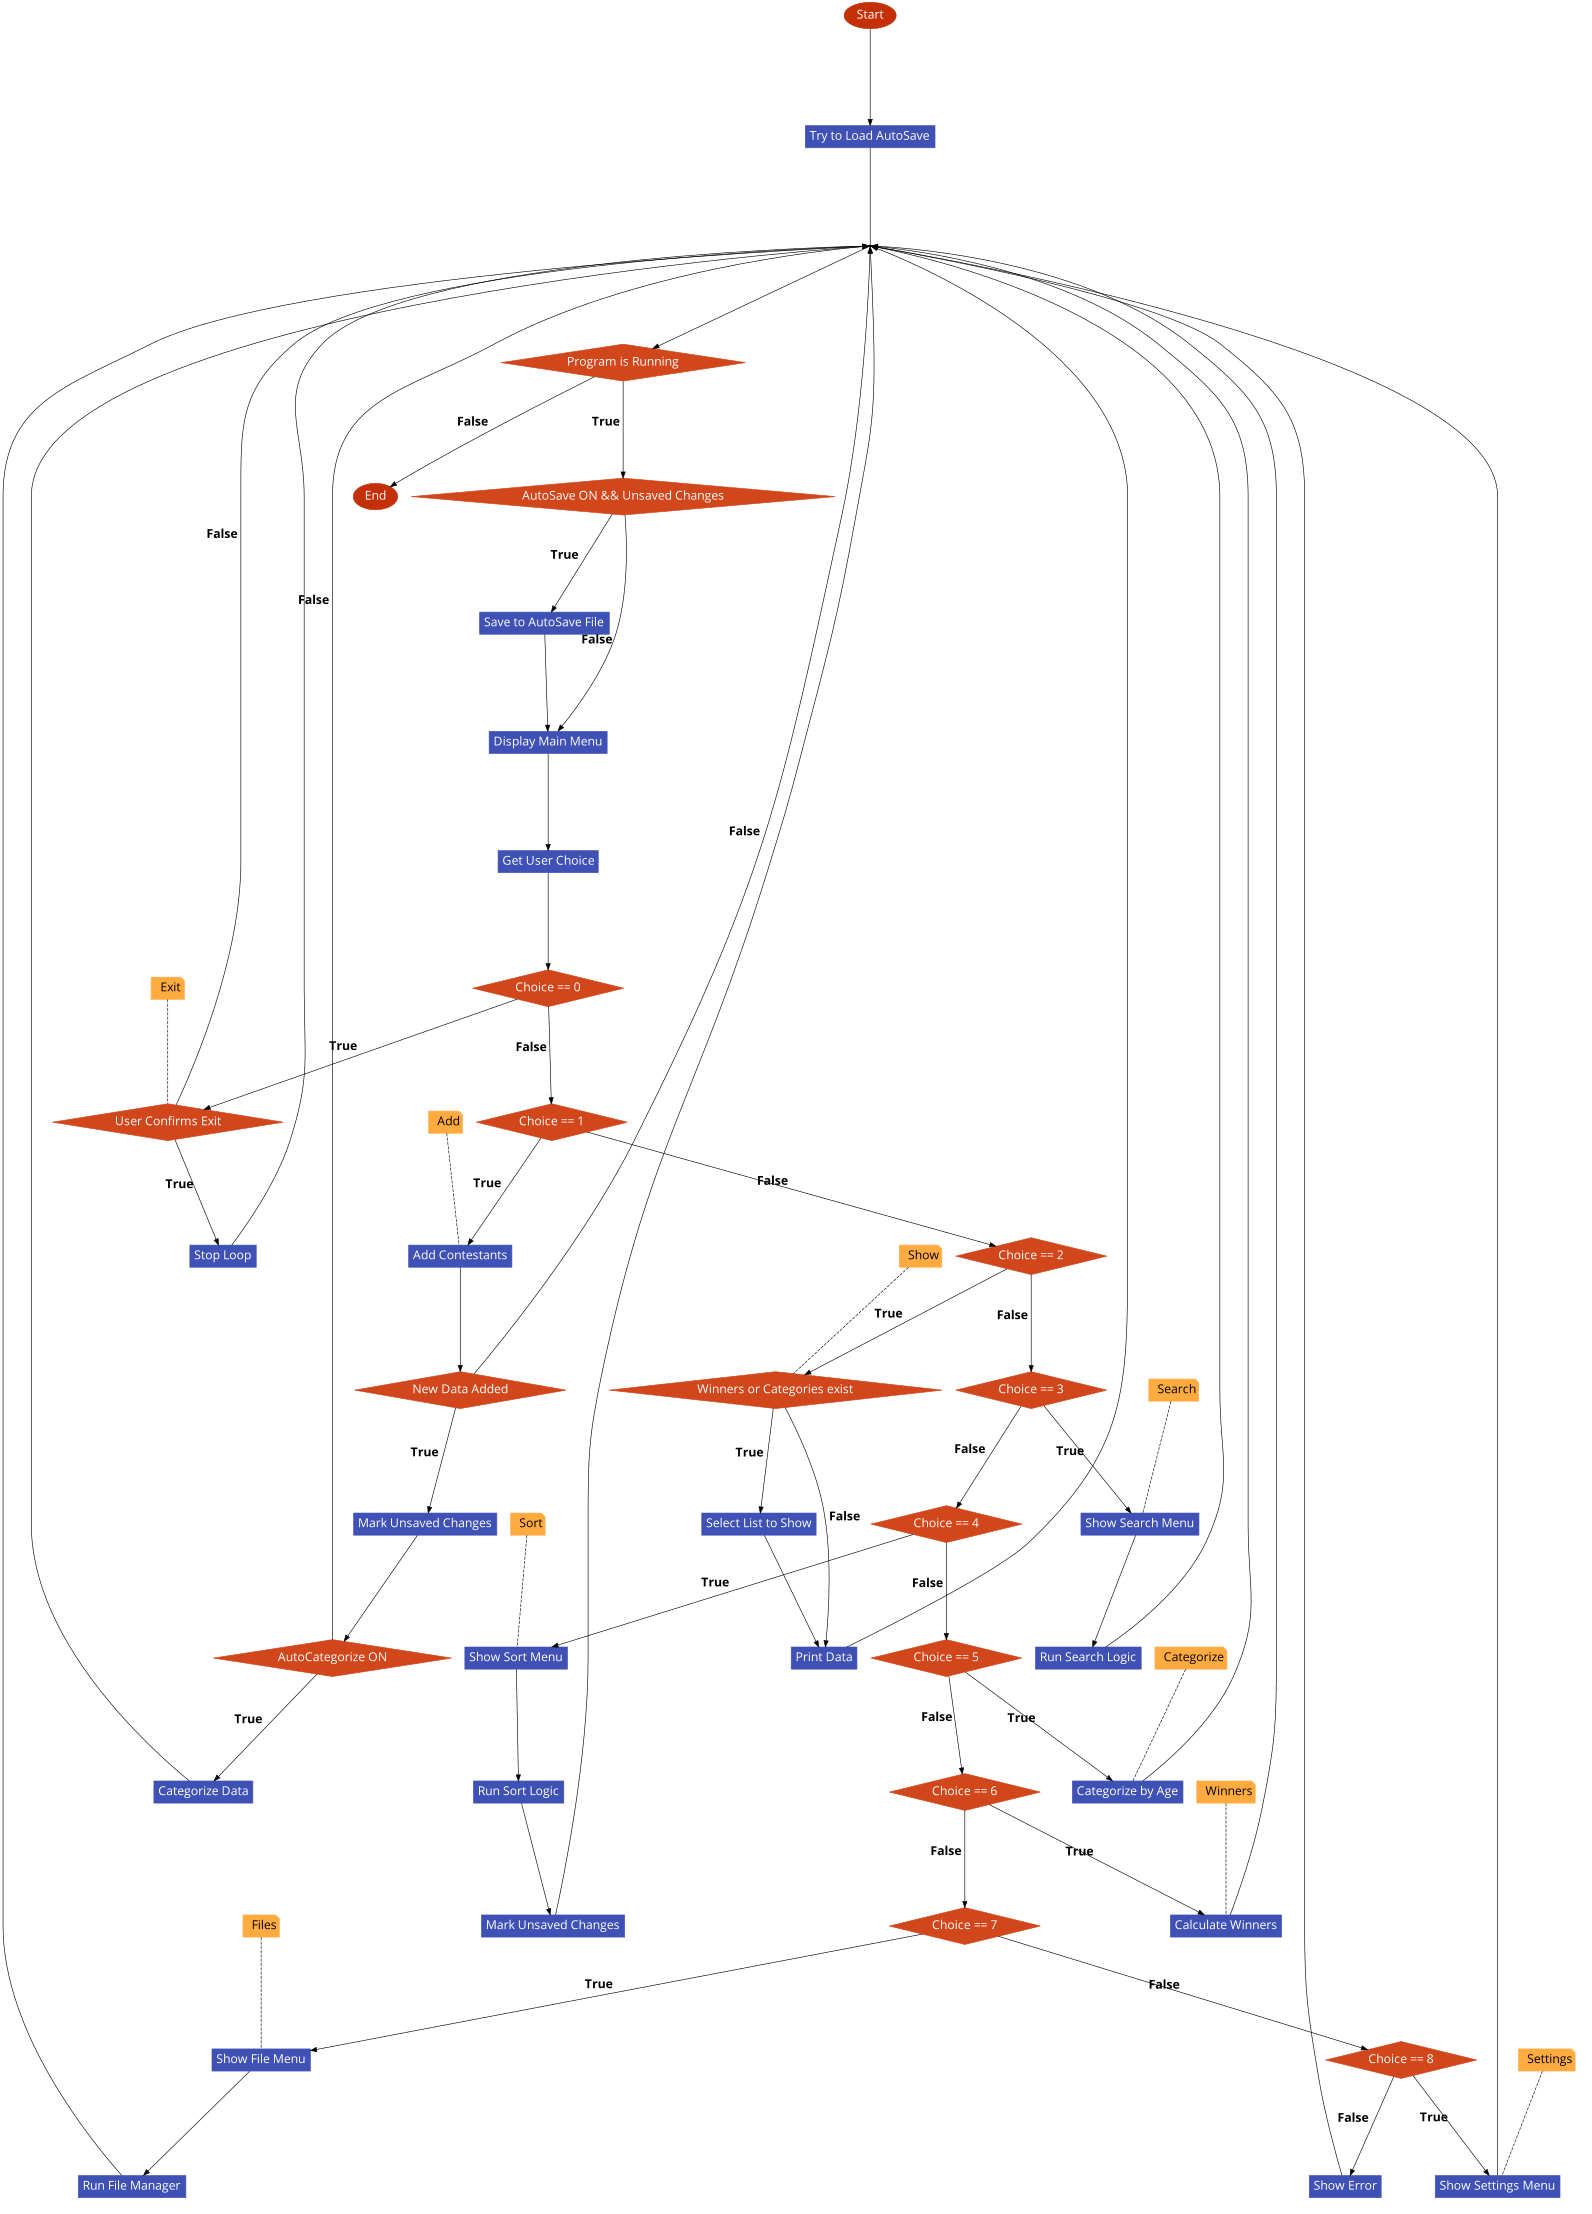 Start
Try to Load AutoSave
Program is Running
False
True
End
AutoSave ON && Unsaved Changes
False
True
Save to AutoSave File
False
False
Display Main Menu
False
Get User Choice
Exit
Choice == 0
True
False
User Confirms Exit
Add
Choice == 1
True
True
False
Stop Loop
Add Contestants
Show
Choice == 2
True
False
New Data Added
Winners or Categories exist
Choice == 3
Search
True
True
False
True
Mark Unsaved Changes
Sort
Select List to Show
False
Choice == 4
Show Search Menu
True
False
AutoCategorize ON
Show Sort Menu
Print Data
Choice == 5
Run Search Logic
Categorize
True
False
True
Categorize Data
Run Sort Logic
Choice == 6
Categorize by Age
Winners
False
True
Files
Mark Unsaved Changes
Choice == 7
Calculate Winners
True
False
Show File Menu
Choice == 8
Settings
False
True
Run File Manager
Show Error
Show Settings Menu